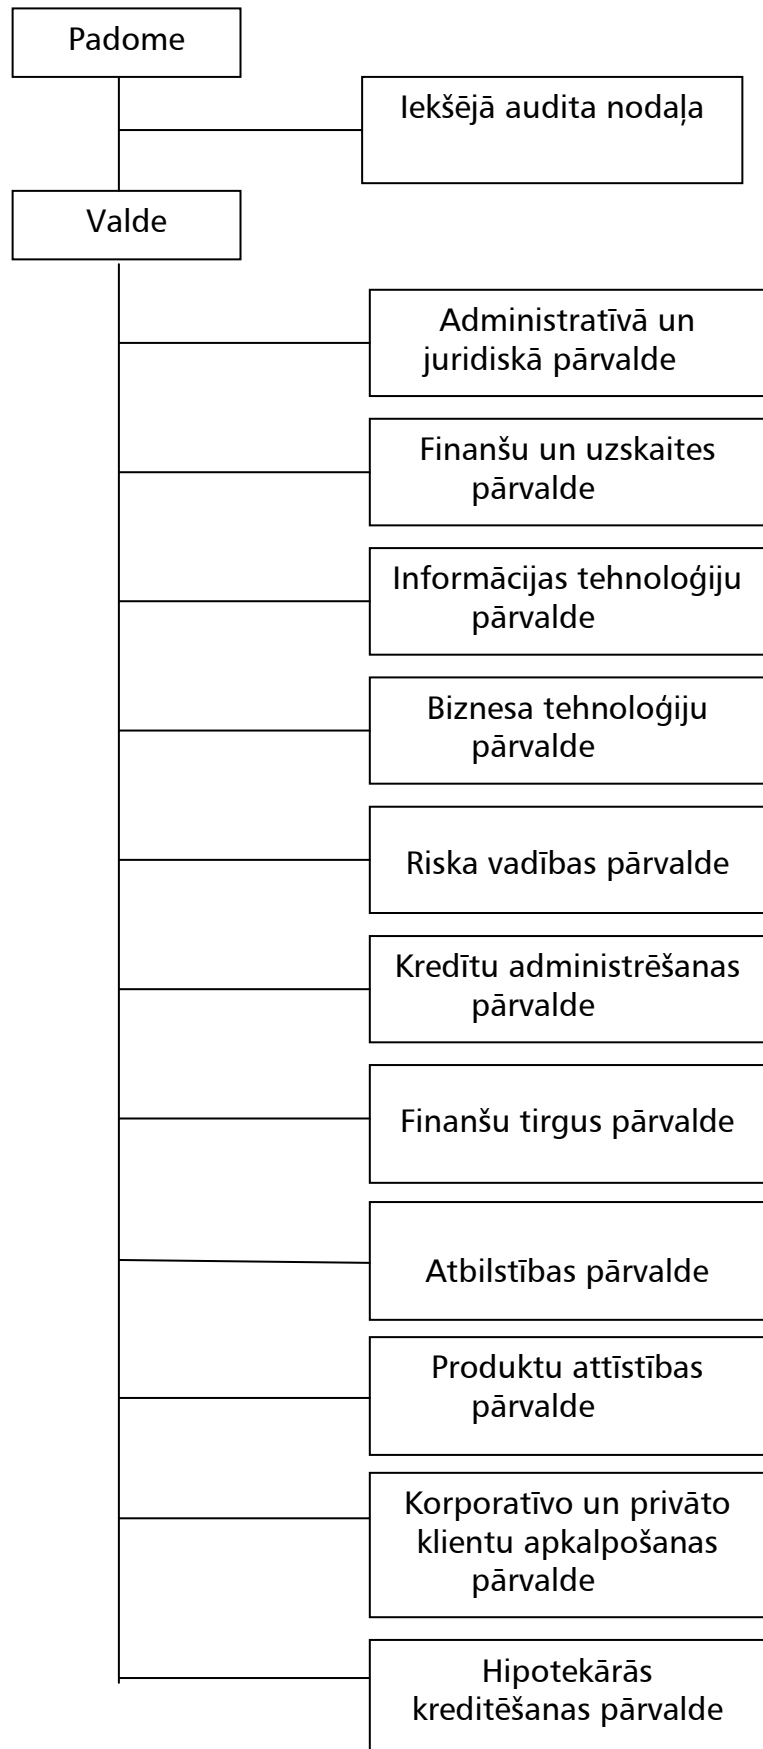 Padome
Iekšējā audita nodaļa
Valde
Administratīvā un
juridiskā pārvalde
Finanšu un uzskaites
pārvalde
Informācijas tehnoloģiju
pārvalde
Biznesa tehnoloģiju
pārvalde
Riska vadības pārvalde
Kredītu administrēšanas
pārvalde
Finanšu tirgus pārvalde
Atbilstības pārvalde
Produktu attīstības
pārvalde
Korporatīvo un privāto
klientu apkalpošanas
pārvalde
Hipotekārās
kreditēšanas pārvalde